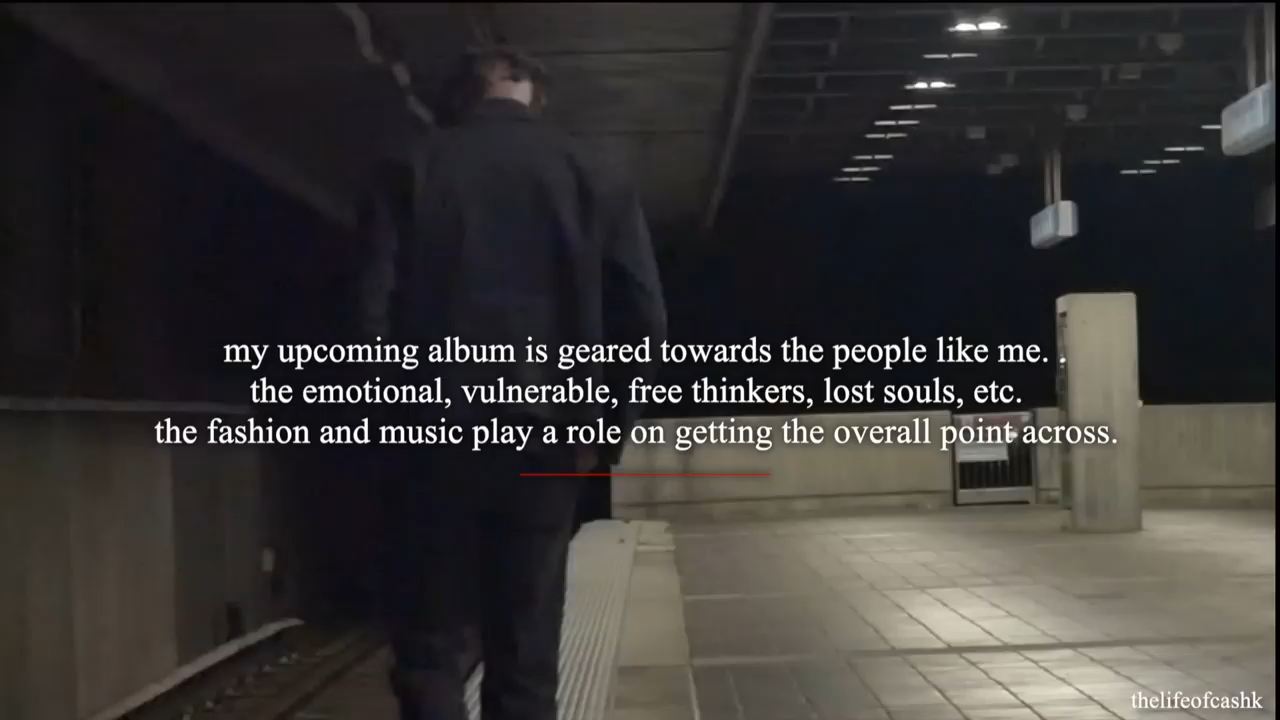 my upcoming album is geared towards the people like me. .
the emotional, vulnerable, free thinkers, lost souls, etc.
the fashion and music play a role on getting the overall point across.
thelifeofcashk